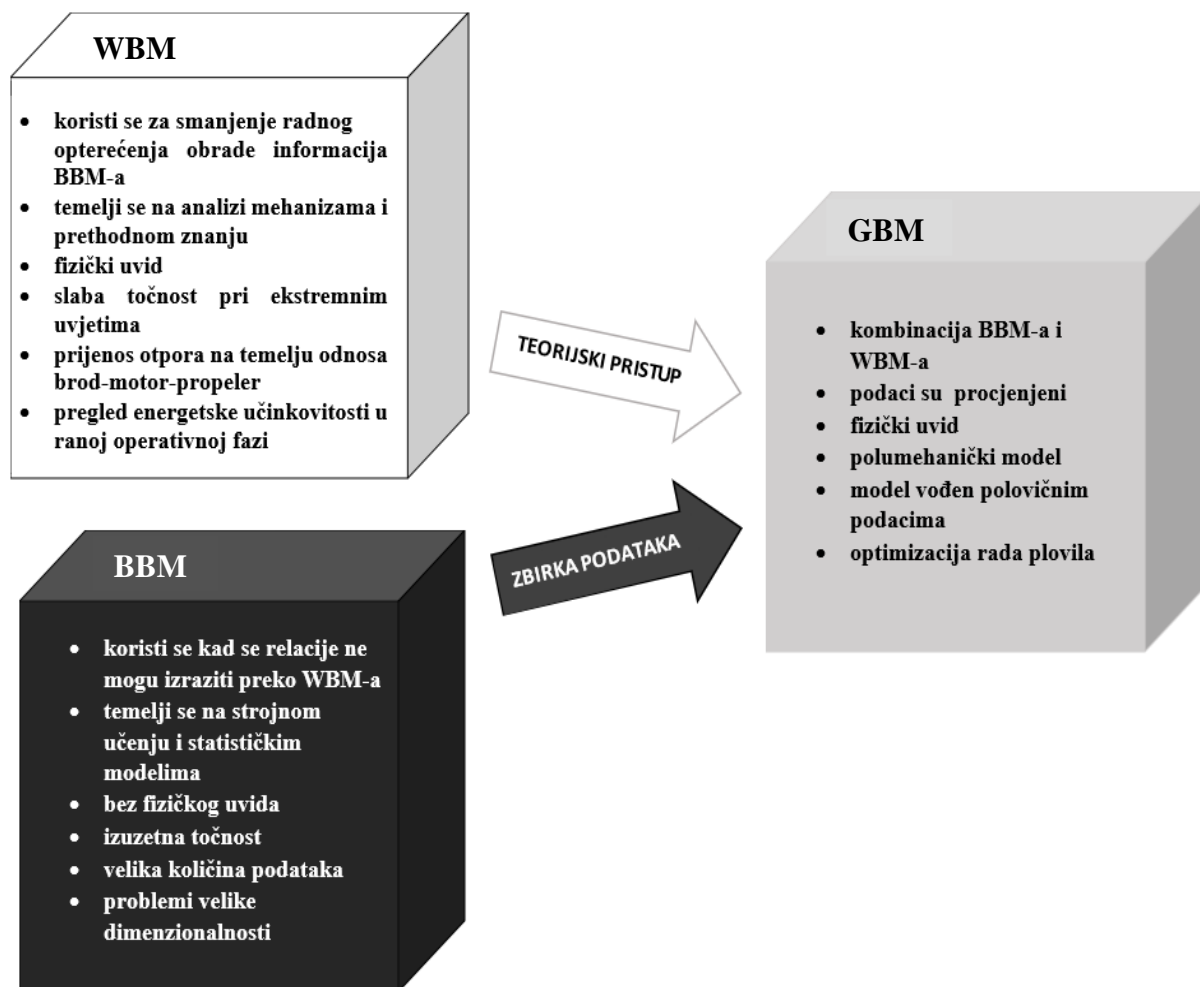 WBM
• koristi se za smanjenje radnog
opterećenja obrade informacija
BBM-a
• temelji se na analizi mehanizama i
prethodnom znanju
• fizički uvid
• slaba točnost pri ekstremnim
uvjetima
• prijenos otpora na temelju odnosa
brod-motor-propeler
• pregled energetske učinkovitosti u
ranoj operativnoj fazi
BBM
• koristi se kad se relacije ne
mogu izraziti preko WBM-a
• temelji se na strojnom
učenju i statističkim
modelima
• bez fizičkog uvida
• izuzetna točnost
• velika količina podataka
• problemi velike
dimenzionalnosti
TEORIJSKI PRISTUP
ZBIRKA PODATAKA
GBM
• kombinacija BBM-a i
WBM-a
• podaci su procjenjeni
• fizički uvid
• polumehanički model
• model vođen polovičnim
podacima
• optimizacija rada plovila